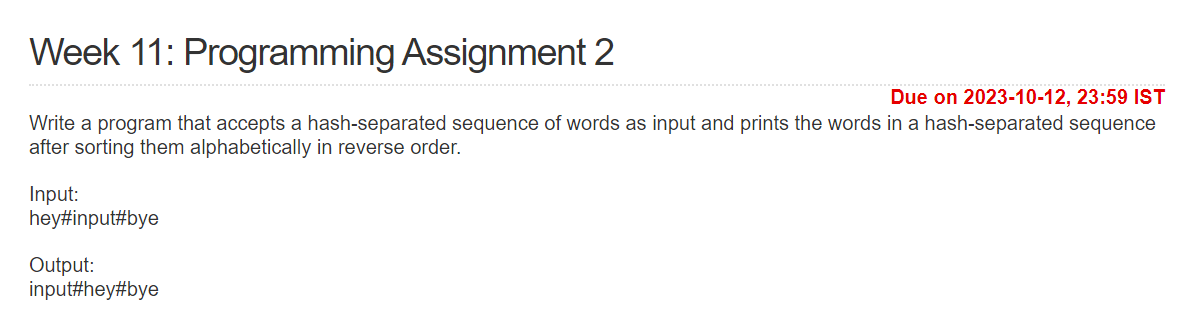 Week 11: Programming Assignment 2
Due on 2023-10-12, 23:59 IST
Write a program that accepts a hash-separated sequence of words as input and prints the words in a hash-separated sequence
after sorting them alphabetically in reverse order.
Input:
hey#input#bye
Output:
input#hey#bye